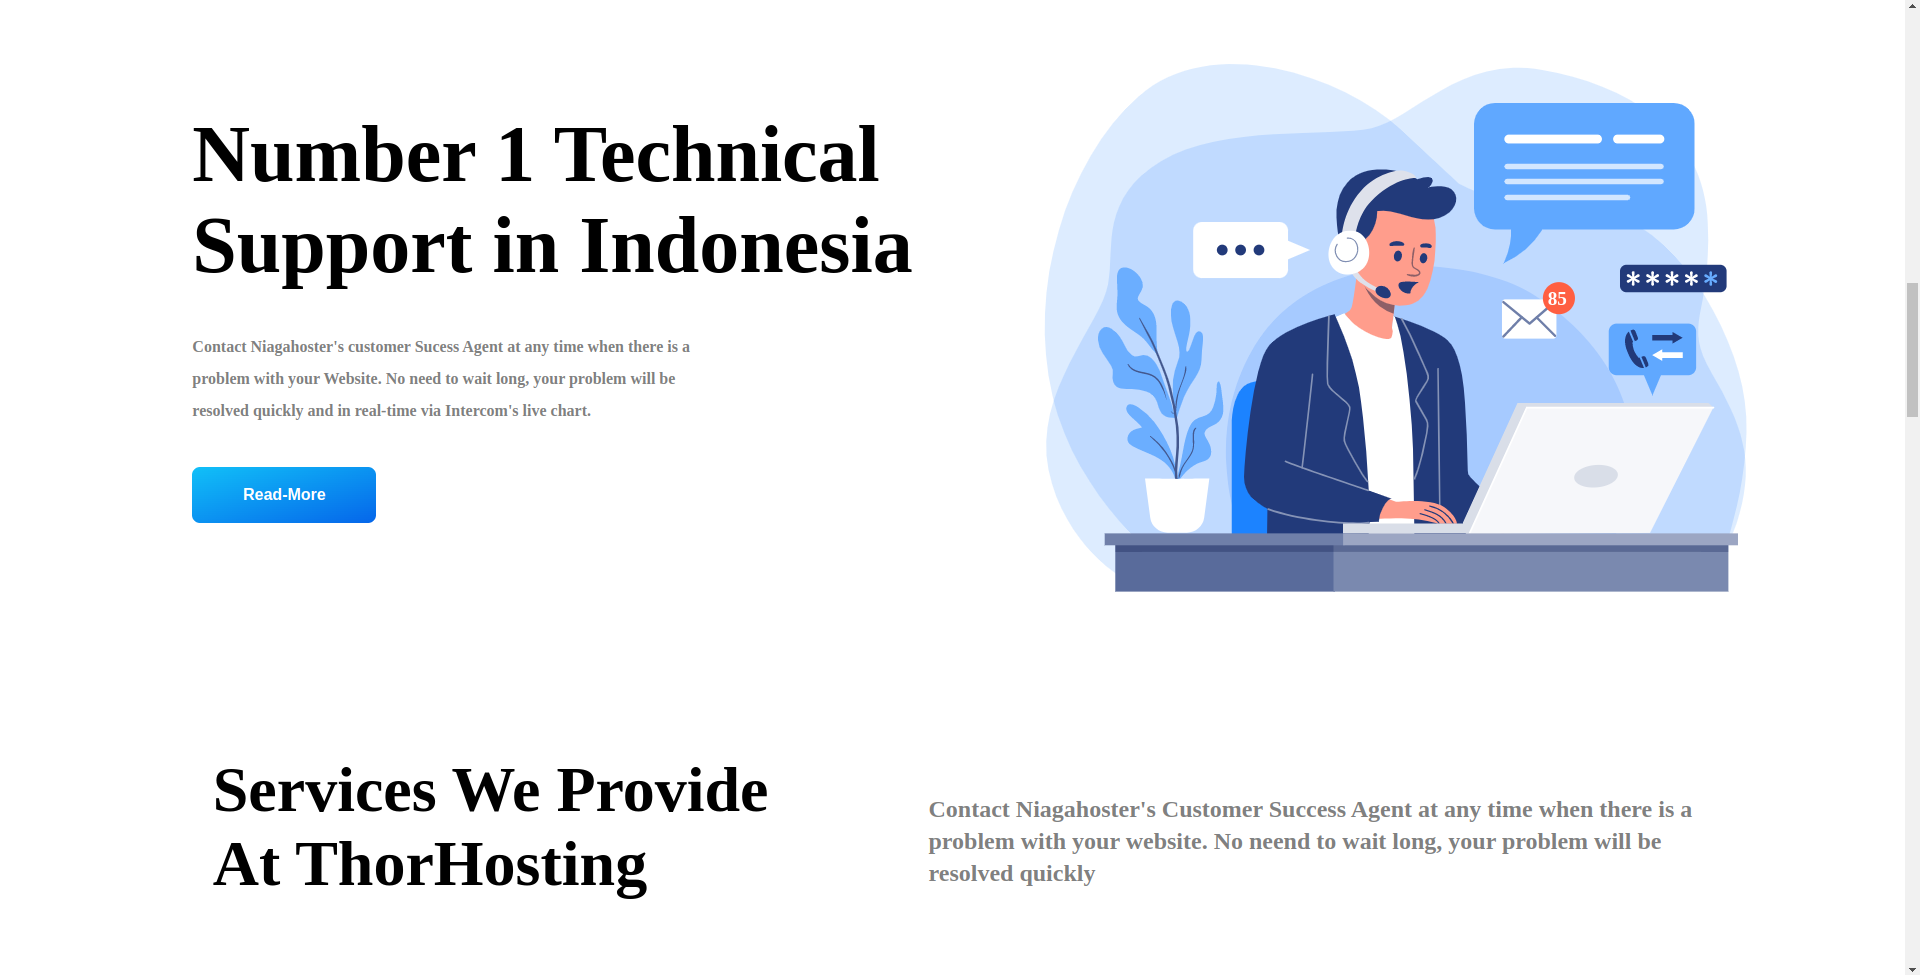 Number 1 Technical
Support in Indonesia
Contact Niagahoster's customer Sucess Agent at any time when there is a
problem with your Website. No need to wait long, your problem will be
resolved quickly and in real-time via Intercom's live chart.
Read-More
85
*****
Services We Provide
At ThorHosting
Contact Niagahoster's Customer Success Agent at any time when there is a
problem with your website. No neend to wait long, your problem will be
resolved quickly